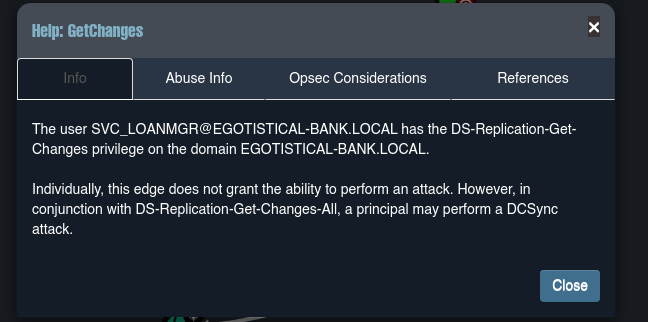 Help: GetChanges
×
Info
Abuse Info
Opsec Considerations
References
The user SVC_LOANMGR@EGOTISTICAL-BANK.LOCAL has the DS-Replication-Get-
Changes privilege on the domain EGOTISTICAL-BANK.LOCAL.
Individually, this edge does not grant the ability to perform an attack. However, in
conjunction with DS-Replication-Get-Changes-All, a principal may perform a DCSync
attack.
Close